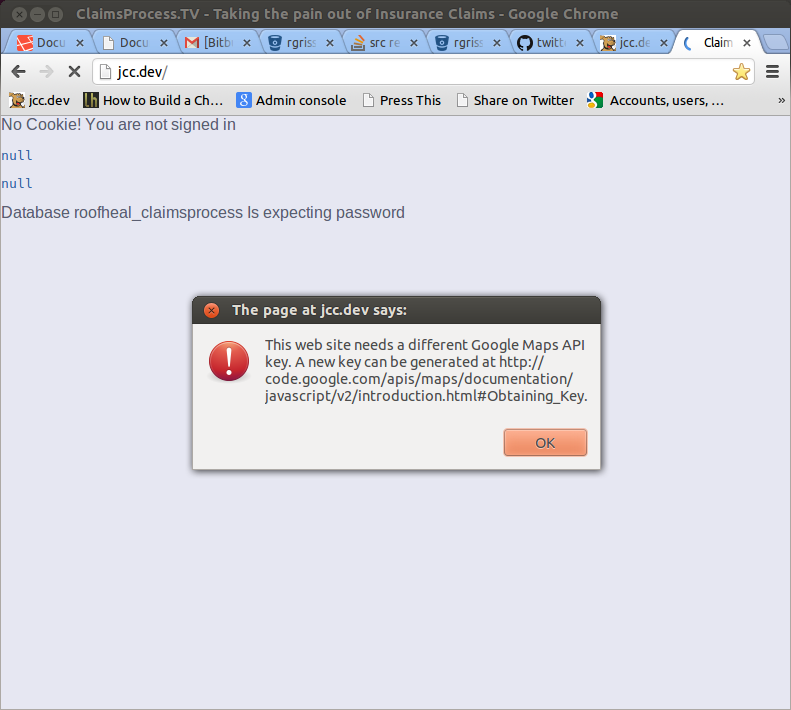 ClaimsProcess.TV - Taking the pain out of Insurance Claims - Google Chrome
Docu
Docu
[Bitb
rgriss
src re
rgriss
twitt
jcc.de
Claim
jcc.dev/
jcc.dev
How to Build a Ch...
Admin console
Press This
Share on Twitter
Accounts, users, ...
»
No Cookie! You are not signed in
null
null
Database roofheal_claimsprocess Is expecting password
The page at jcc.dev says:
This web site needs a different Google Maps API
key. A new key can be generated at http://
code.google.com/apis/maps/documentation/
javascript/v2/introduction.html#Obtaining_Key.
OK